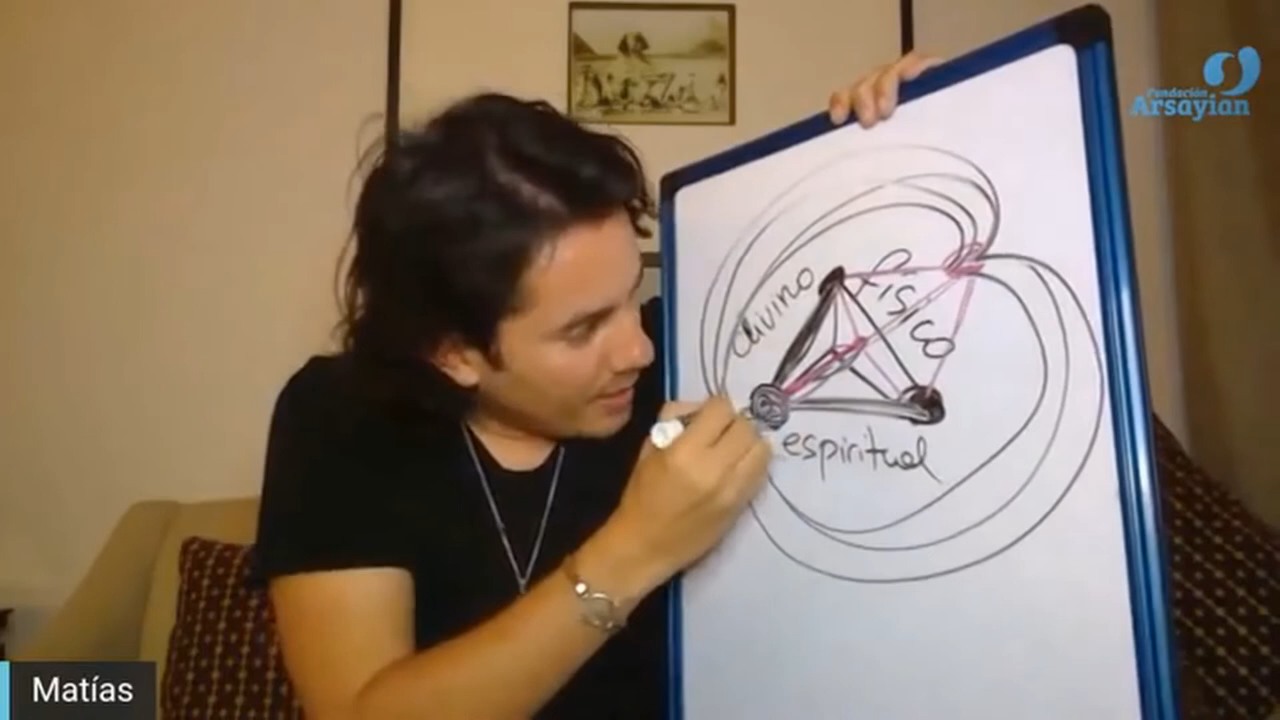 Fundación
Arsayian
divino
físico
espiritual
Matías